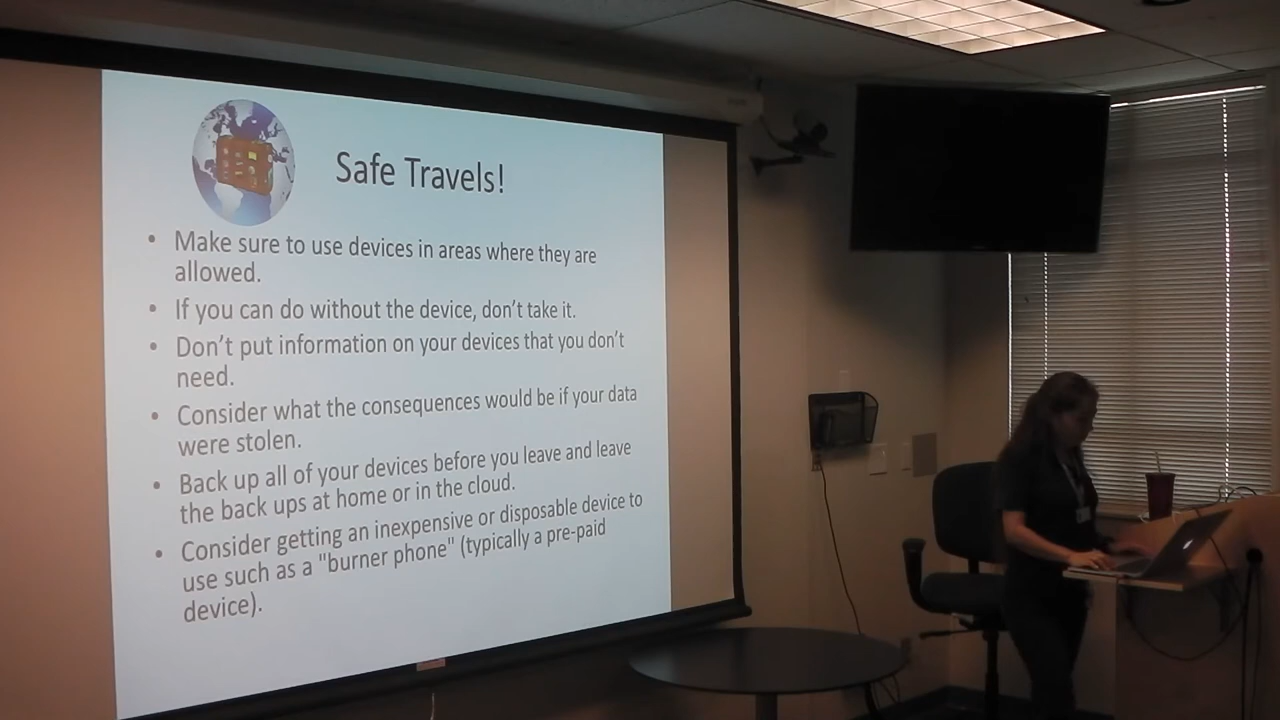 Safe Travels!
• Make sure to use devices in areas where they are
allowed.
• If you can do without the device, don't take it.
• Don't put information on your devices that you don't
need.
• Consider what the consequences would be if your data
were stolen.
• Back up all of your devices before you leave and leave
the back ups at home or in the cloud.
• Consider getting an inexpensive or disposable device to
use such as a "burner phone" (typically a pre-paid
device).